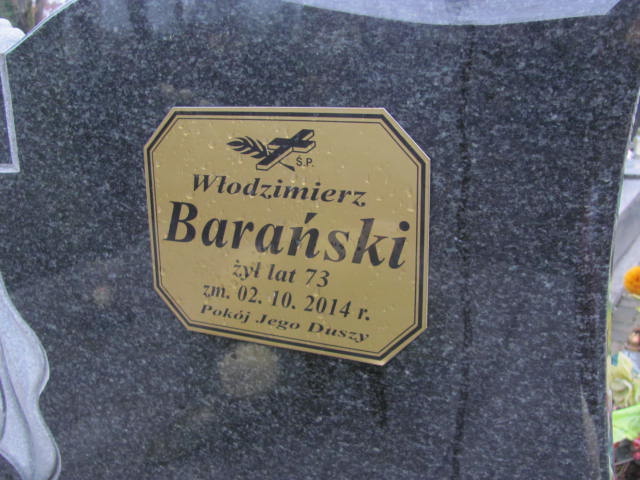 Ś.P.
Włodzimierz
Barański
żył lat 73
zm. 02. 10. 2014 r.
Pokój Jego Duszy